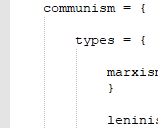 communism = {
types = {
marxism
}
leninis